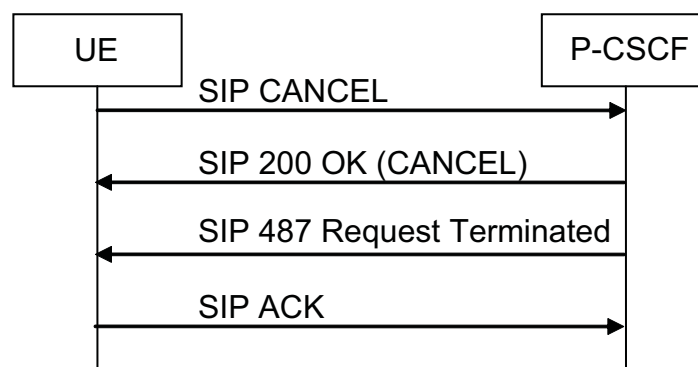 UE
P-CSCF
SIP CANCEL
SIP 200 OK (CANCEL)
SIP 487 Request Terminated
SIP ACK